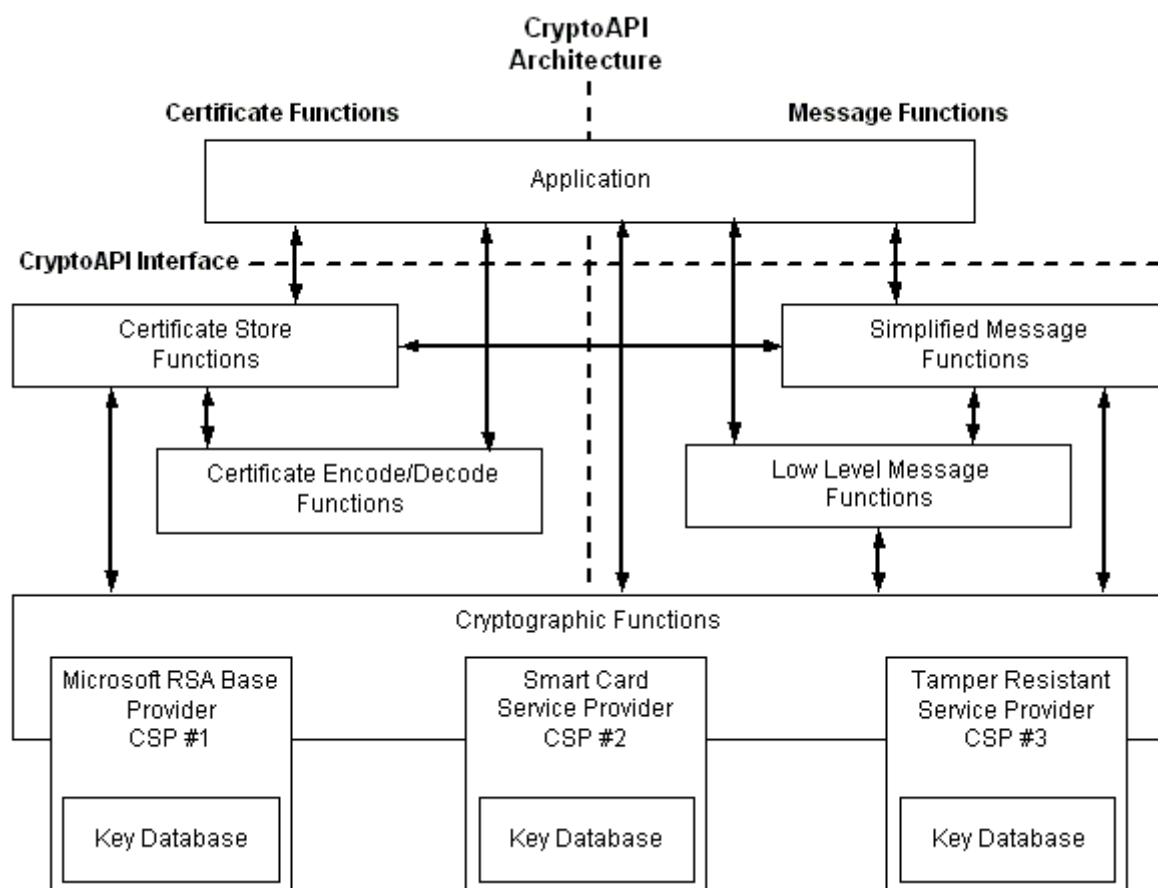 CryptoAPI
Architecture
Certificate Functions
Message Functions
Application
CryptoAPI Interface
Certificate Store
Functions
Simplified Message
Functions
Certificate Encode/Decode
Functions
Low Level Message
Functions
Cryptographic Functions
Microsoft RSA Base
Provider
CSP #1
Smart Card
Service Provider
CSP #2
Tamper Resistant
Service Provider
CSP #3
Key Database
Key Database
Key Database